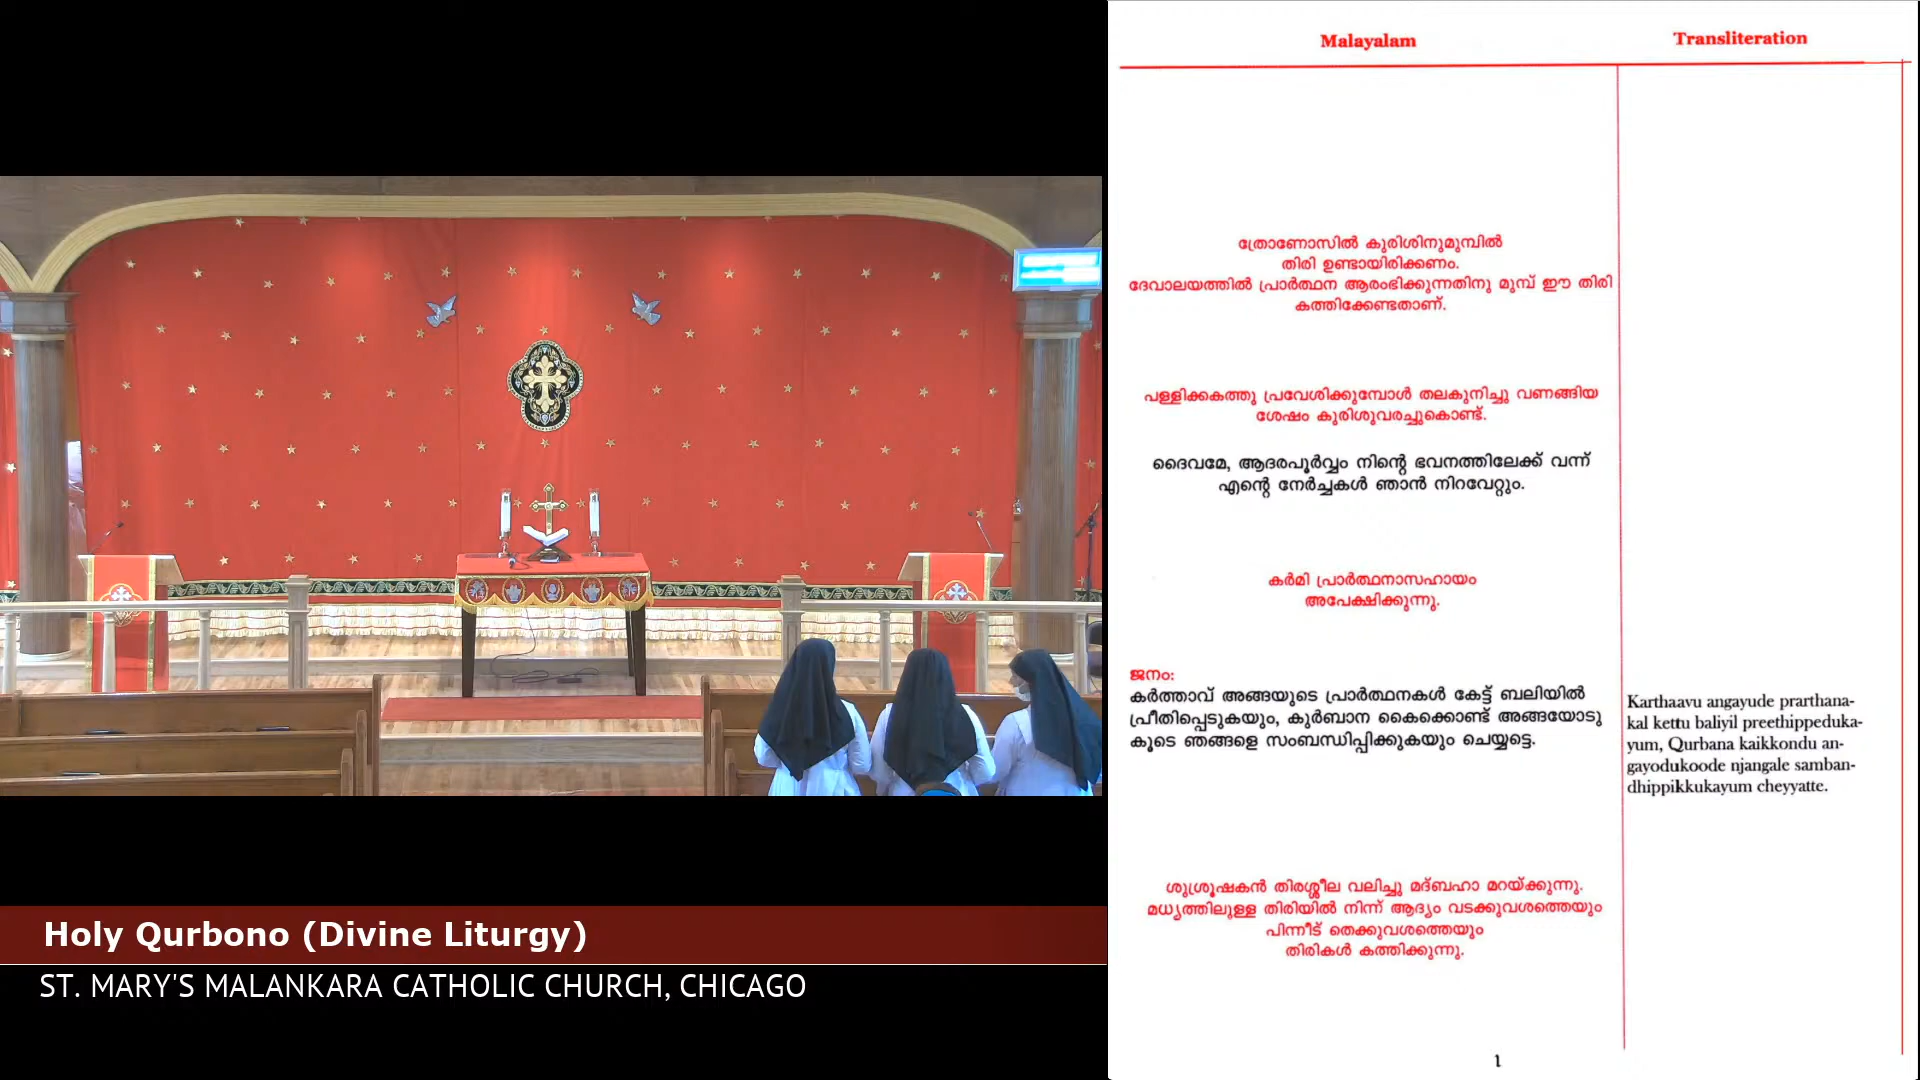 Malayalam
Transliteration
ത്രോണോസിൽ കുരിശിനുമുമ്പിൽ
തിരി ഉണ്ടായിരിക്കണം.
ദേവാലയത്തിൽ പ്രാർത്ഥന ആരംഭിക്കുന്നതിനു മുമ്പ് ഈ തിരി
കത്തിക്കേണ്ടതാണ്.
പള്ളിക്കകത്തു പ്രവേശിക്കുമ്പോൾ തലകുനിച്ചു വണങ്ങിയ
ശേഷം കുരിശുവരച്ചുകൊണ്ട്.
ദൈവമേ, ആദരപൂർവ്വം നിന്റെ ഭവനത്തിലേക്ക് വന്ന്
എന്റെ നേർച്ചകൾ ഞാൻ നിറവേറ്റും.
കർമി പ്രാർത്ഥനാസഹായം
അപേക്ഷിക്കുന്നു.
ജനം:
കർത്താവ് അങ്ങയുടെ പ്രാർത്ഥനകൾ കേട്ട് ബലിയിൽ
പ്രീതിപ്പെടുകയും, കുർബാന കൈക്കൊണ്ട് അങ്ങയോടു
കൂടെ ഞങ്ങളെ സംബന്ധിപ്പിക്കുകയും ചെയ്യട്ടെ.
Karthaavu angayude prarthana-
kal kettu baliyil preethippeduka-
yum, Qurbana kaikkondu an-
gayodukoode njangale samban-
dhippikkukayum cheyyatte.
ശുശ്രൂഷകൻ തിരശ്ശീല വലിച്ചു മദ്ബഹാ മറയ്ക്കുന്നു.
മധ്യത്തിലുള്ള തിരിയിൽ നിന്ന് ആദ്യം വടക്കുവശത്തെയും
പിന്നീട് തെക്കുവശത്തെയും
തിരികൾ കത്തിക്കുന്നു.
1
Holy Qurbono (Divine Liturgy)
ST. MARY'S MALANKARA CATHOLIC CHURCH, CHICAGO